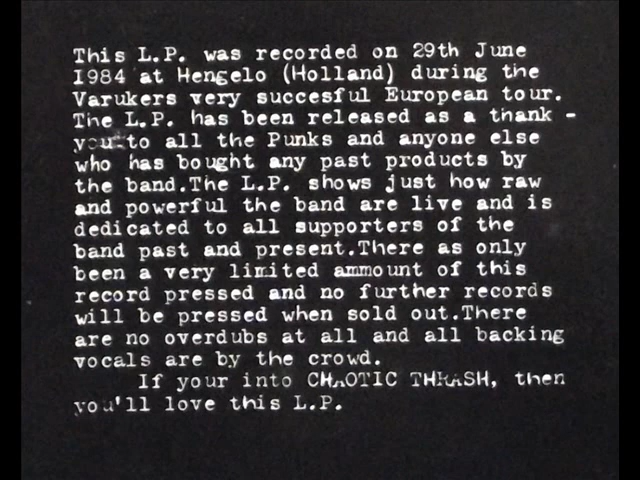 This L.P. was recorded on 29th June
1984 at Hengelo (Holland) during the
Varukers very succesful European tour.
The L.P. has been released as a thank -
you to all the Punks and anyone else
who has bought any past products by
the band.The L.P. shows just how raw
and powerful the band are live and is
dedicated to all supporters of the
band past and present.There as only
been a very limited ammount of this
record pressed and no further records
will be pressed when sold out.There
are no overdubs at all and all backing
vocals are by the crowd.
If your into CHAOTIC THRASH, then
you'll love this L.P.